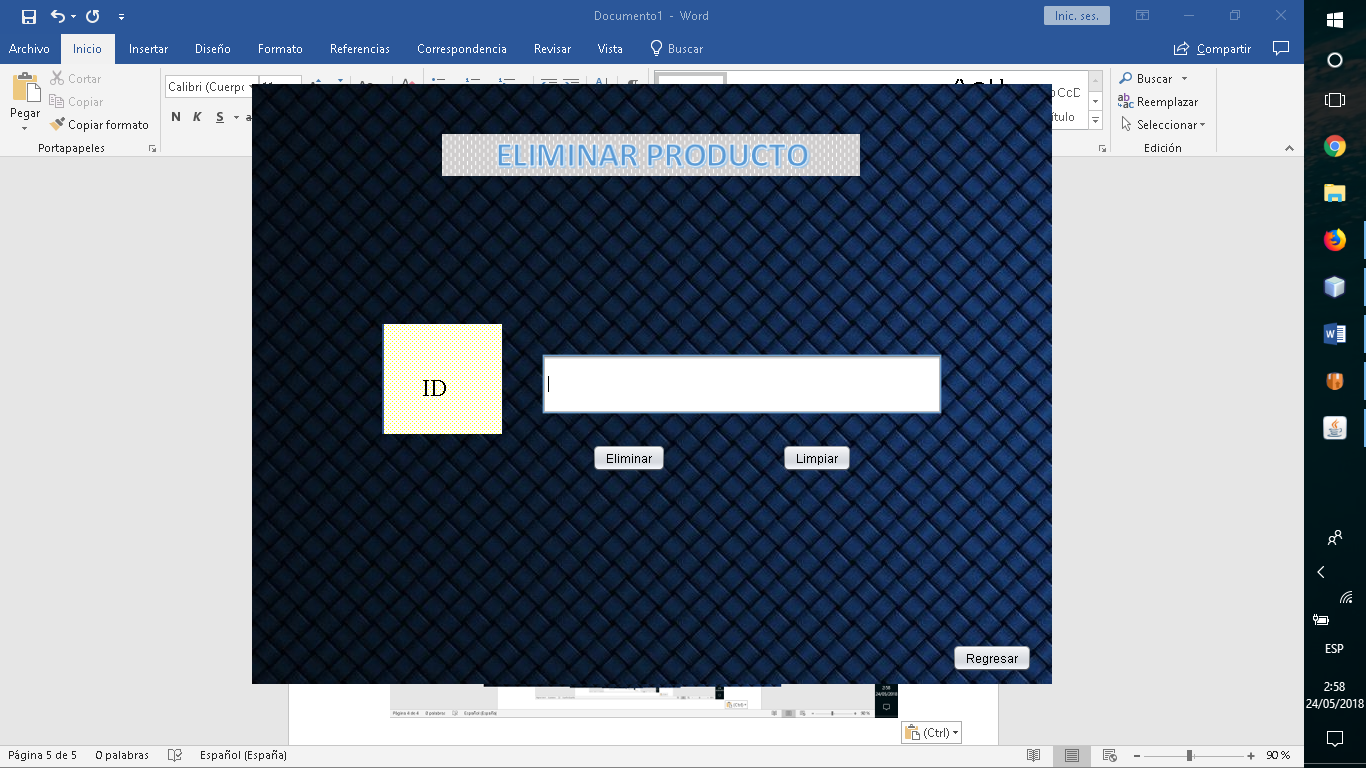 Documento1 - Word
Inic. ses.
Archivo Inicio Insertar Diseño Formato Referencias Correspondencia Revisar Vista Buscar Compartir
Pegar
Cortar
Copiar
Copiar formato
Portapapeles
Calibri (Cuerpo
N K S
Buscar
Reemplazar
Seleccionar
Edición
ELIMINAR PRODUCTO
ID
Eliminar Limpiar
Regresar
(Ctrl)
Página 5 de 5 0 palabras Español (España) 90 %
ESP
2:58
24/05/2018